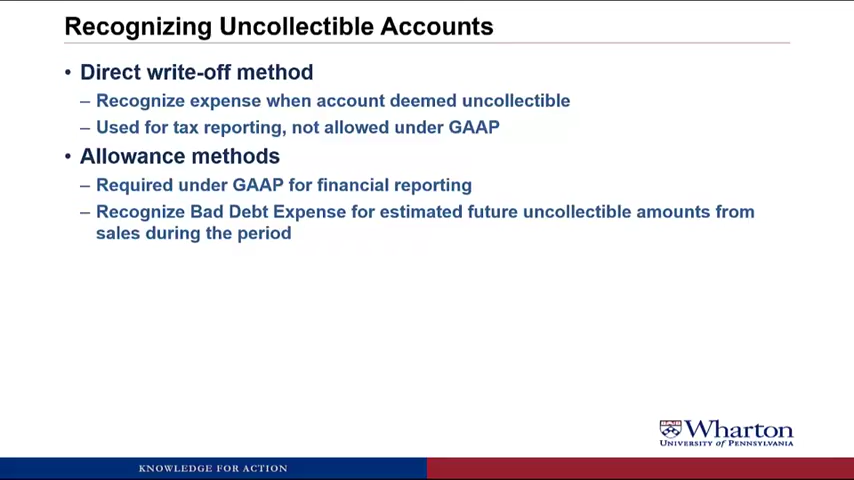 Recognizing Uncollectible Accounts
• Direct write-off method
– Recognize expense when account deemed uncollectible
– Used for tax reporting, not allowed under GAAP
• Allowance methods
– Required under GAAP for financial reporting
– Recognize Bad Debt Expense for estimated future uncollectible amounts from
sales during the period
Wharton
UNIVERSITY of PENNSYLVANIA
KNOWLEDGE FOR ACTION